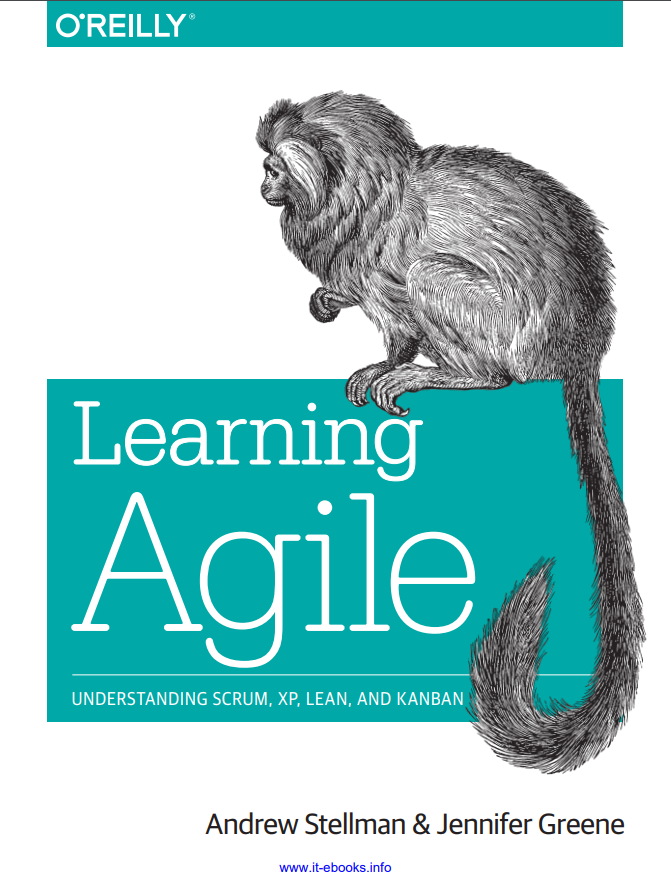 O'REILLY®
Learning
Agile
UNDERSTANDING SCRUM, XP, LEAN, AND KANBAN
Andrew Stellman & Jennifer Greene
www.it-ebooks.info